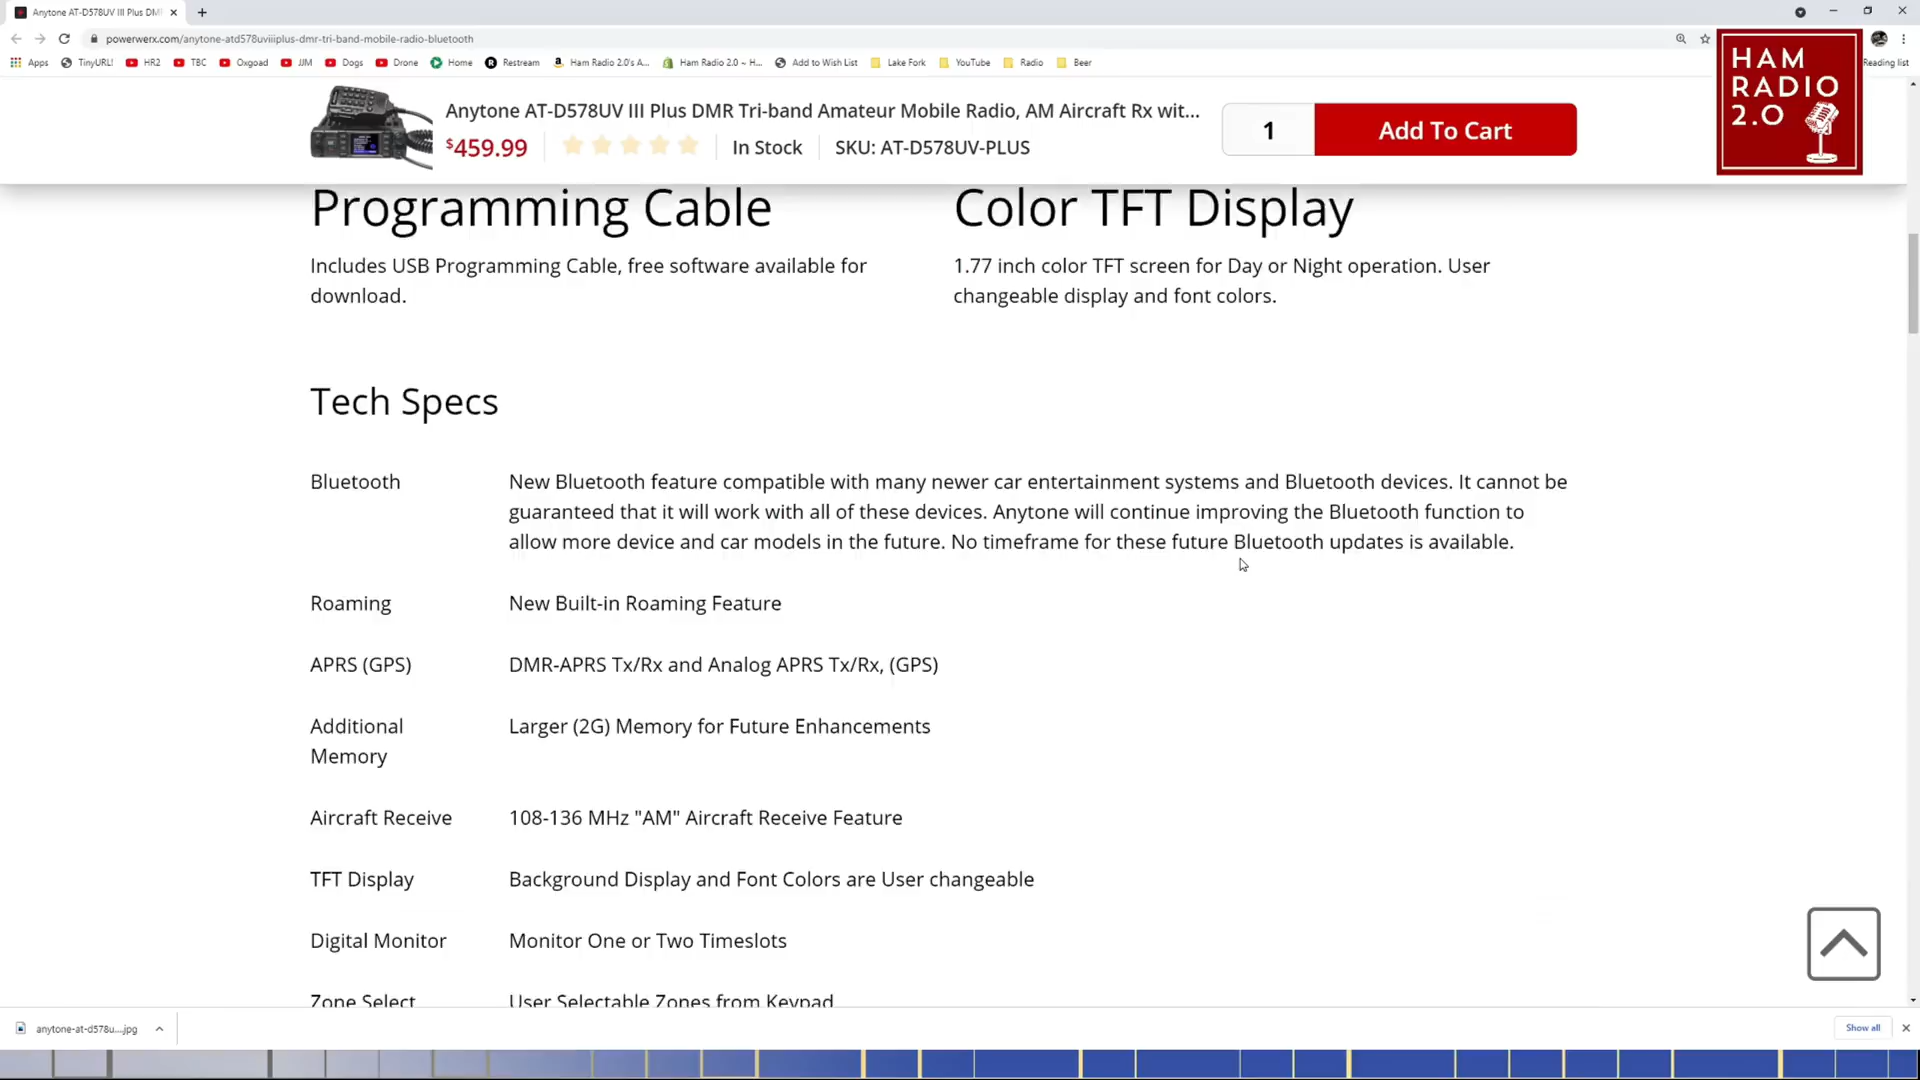 Anytone AT-D578UV III Plus DM
powerwerx.com/anytone-atd578uviiiplus-dmr-tri-band-mobile-radio-bluetooth
Apps TinyURL! HR2 TBC Oxgoad JJM Dogs Drone Home Restream Ham Radio 2.0's A... Ham Radio 2.0 ~ H... Add to Wish List Lake Fork YouTube Radio Beer Reading list
HAM
RADIO
2.0
Anytone AT-D578UV III Plus DMR Tri-band Amateur Mobile Radio, AM Aircraft Rx wit...
$459.99 In Stock SKU: AT-D578UV-PLUS
1 Add To Cart
Programming Cable
Includes USB Programming Cable, free software available for
download.
Color TFT Display
1.77 inch color TFT screen for Day or Night operation. User
changeable display and font colors.
Tech Specs
Bluetooth New Bluetooth feature compatible with many newer car entertainment systems and Bluetooth devices. It cannot be
guaranteed that it will work with all of these devices. Anytone will continue improving the Bluetooth function to
allow more device and car models in the future. No timeframe for these future Bluetooth updates is available.
Roaming New Built-in Roaming Feature
APRS (GPS) DMR-APRS Tx/Rx and Analog APRS Tx/Rx, (GPS)
Additional Larger (2G) Memory for Future Enhancements
Memory
Aircraft Receive 108-136 MHz "AM" Aircraft Receive Feature
TFT Display Background Display and Font Colors are User changeable
Digital Monitor Monitor One or Two Timeslots
Zone Select User Selectable Zones from Keypad
anytone-at-d578u....jpg
Show all